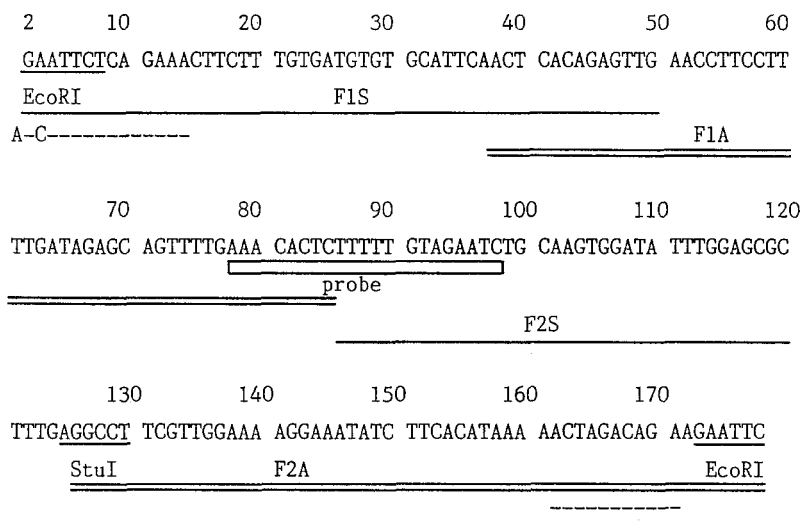 2 10 20 30 40 50 60
GAATTCTCA GAAACTTCTT TGTGATGTGT GCATTCAACT CACAGAGTTG AACCTTCCTT
EcoRI F1S
A-C------------
F1A
70 80 90 100 110 120
TTGATAGAGC AGTTTTGAAA CACTCTTTTT GTAGAATCTG CAAGTGGATA TTTGGAGCGC
probe
F2S
130 140 150 160 170
TTTGAGGCCT TCGTTGGAAA AGGAAATATC TTCACATAAA AACTAGACAG AAGAATTC
StuI F2A EcoRI